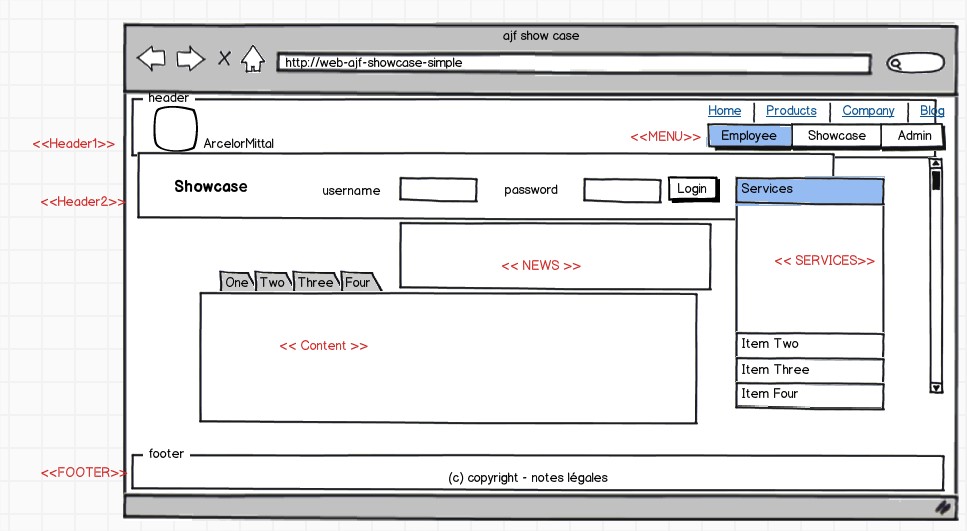 ajf show case
http://web-ajf-showcase-simple
header
Home Products Company Blog
<<Header1>> ArcelorMittal <<MENU>> Employee Showcase Admin
<<Header2>> Showcase username password Login Services
<< NEWS >> << SERVICES>>
One Two Three Four
<< Content >>
Item Two
Item Three
Item Four
footer
<<FOOTER>> (c) copyright - notes légales